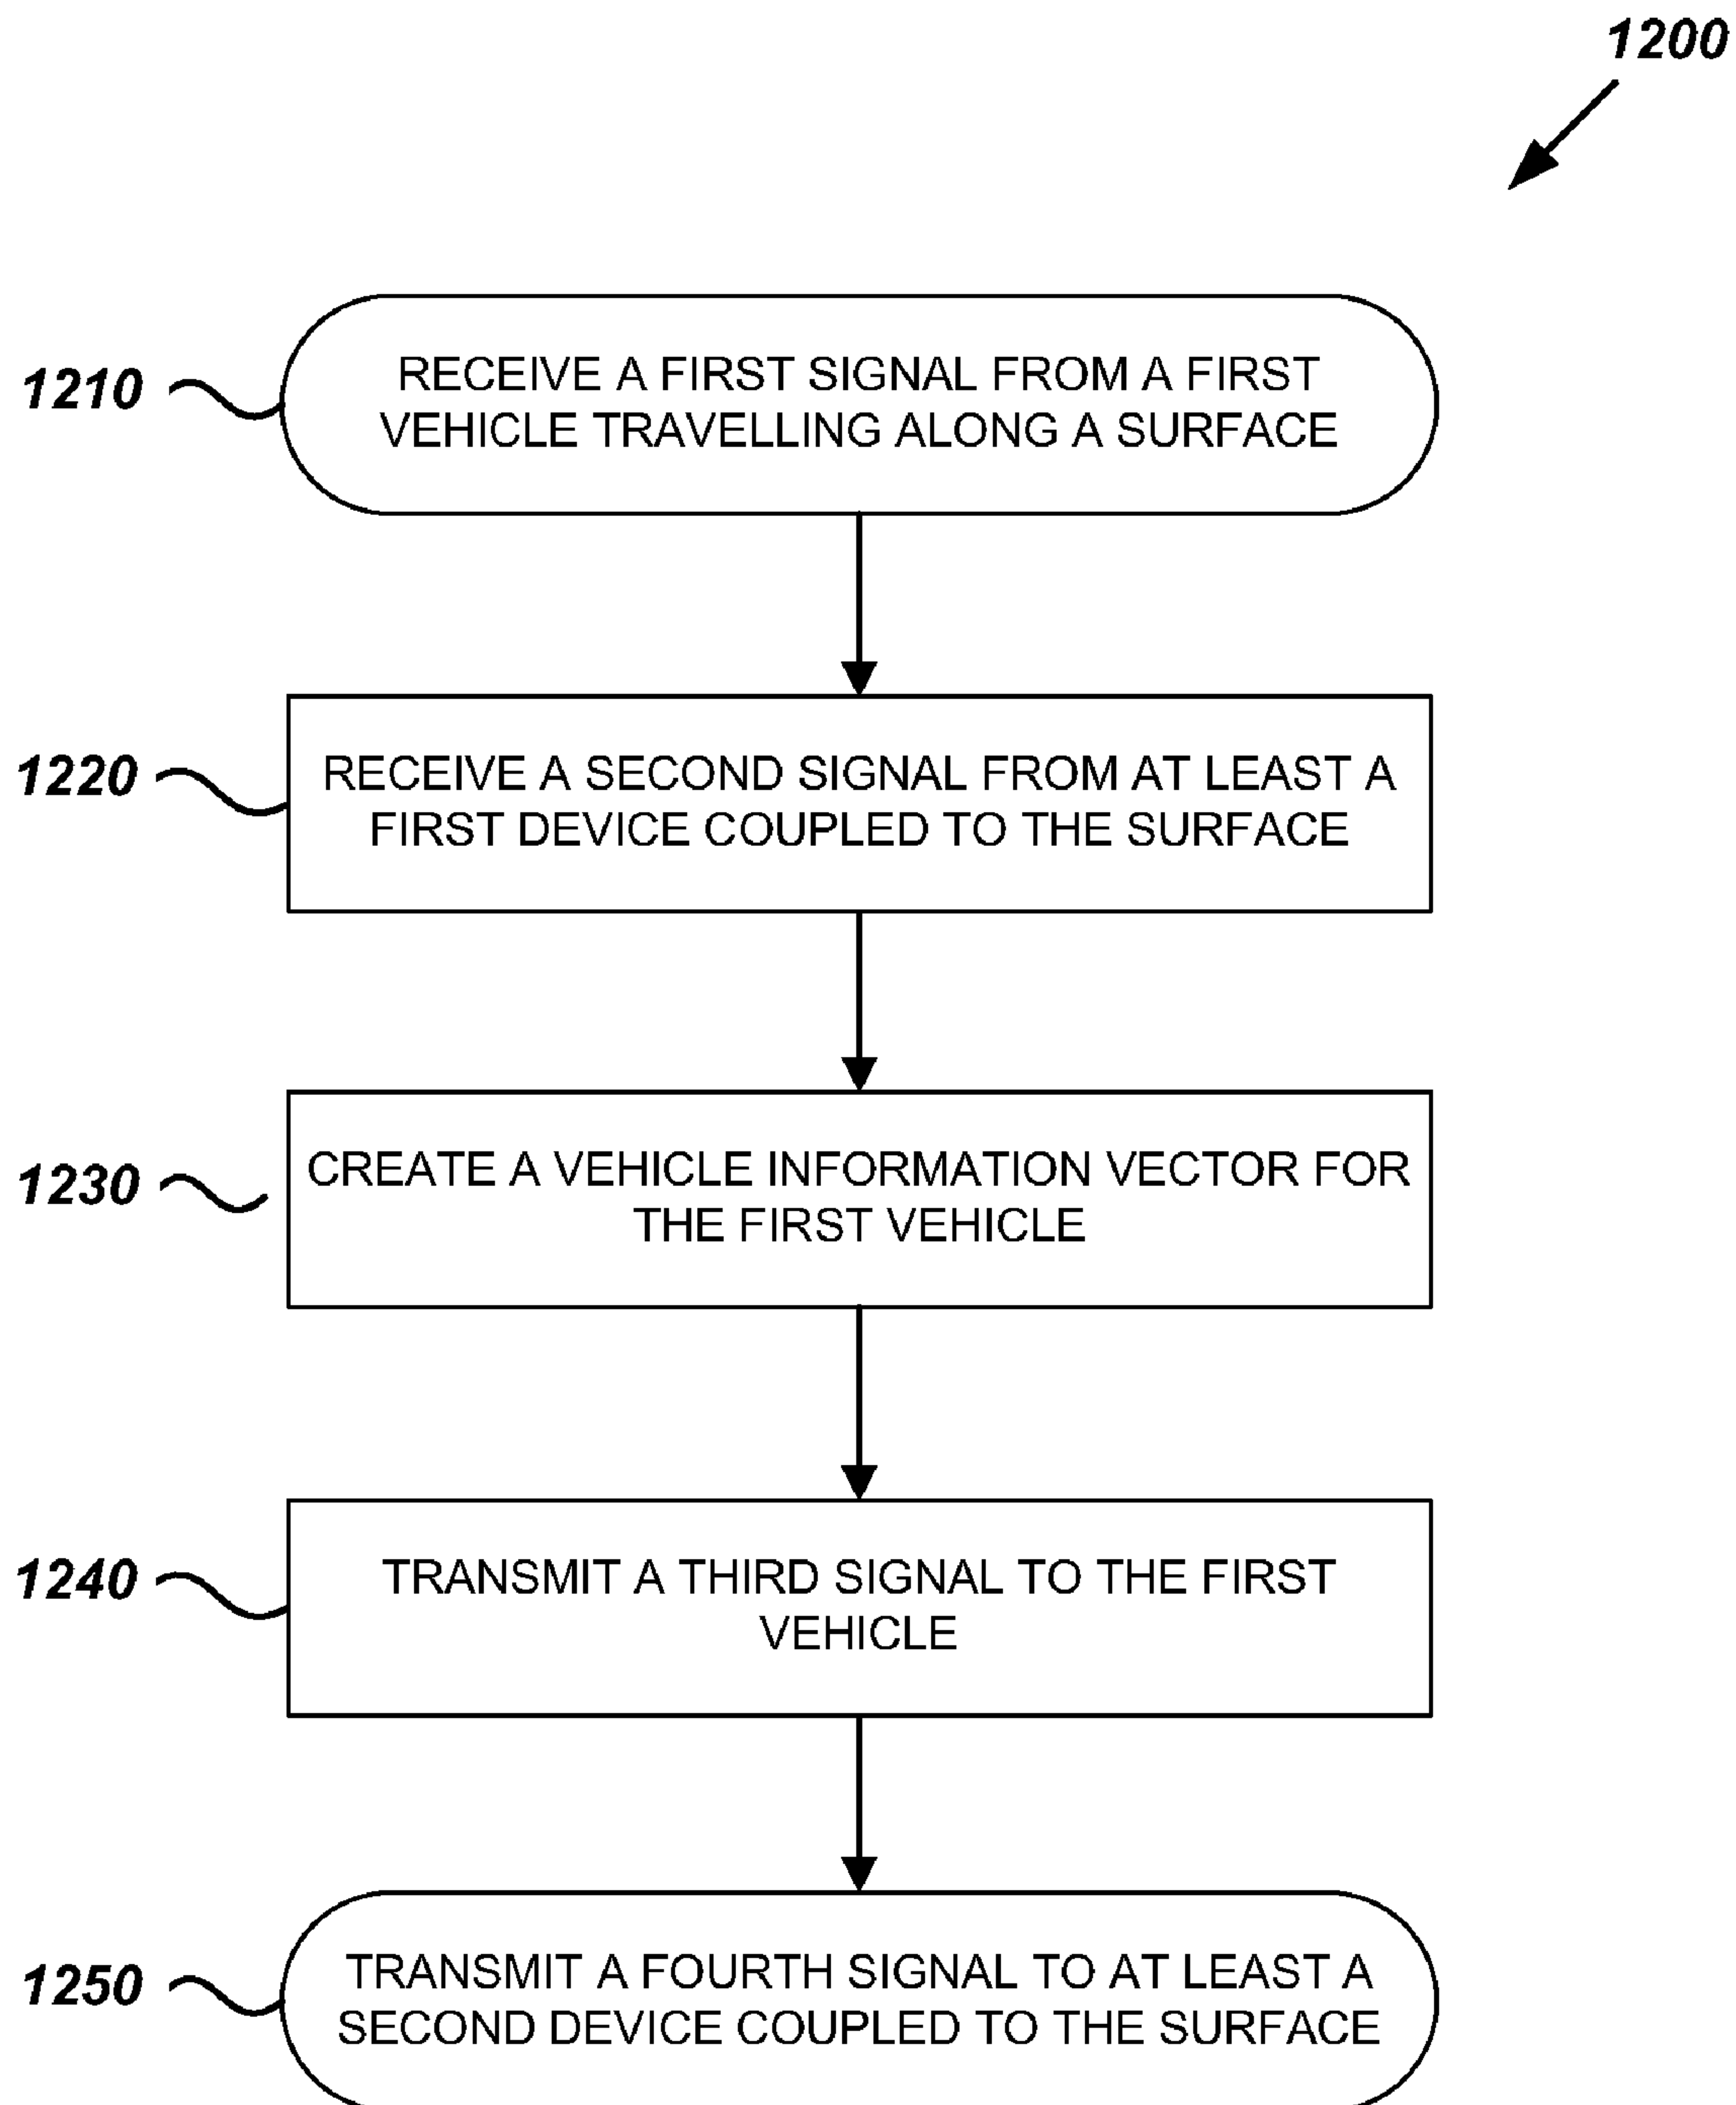 1200
1210
RECEIVE A FIRST SIGNAL FROM A FIRST
VEHICLE TRAVELLING ALONG A SURFACE
1220
RECEIVE A SECOND SIGNAL FROM AT LEAST A
FIRST DEVICE COUPLED TO THE SURFACE
1230
CREATE A VEHICLE INFORMATION VECTOR FOR
THE FIRST VEHICLE
1240
TRANSMIT A THIRD SIGNAL TO THE FIRST
VEHICLE
1250
TRANSMIT A FOURTH SIGNAL TO AT LEAST A
SECOND DEVICE COUPLED TO THE SURFACE